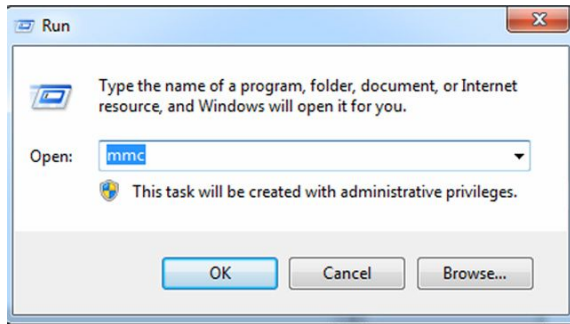 Run
Type the name of a program, folder, document, or Internet
resource, and Windows will open it for you.
Open: mmc
This task will be created with administrative privileges.
OK Cancel Browse...